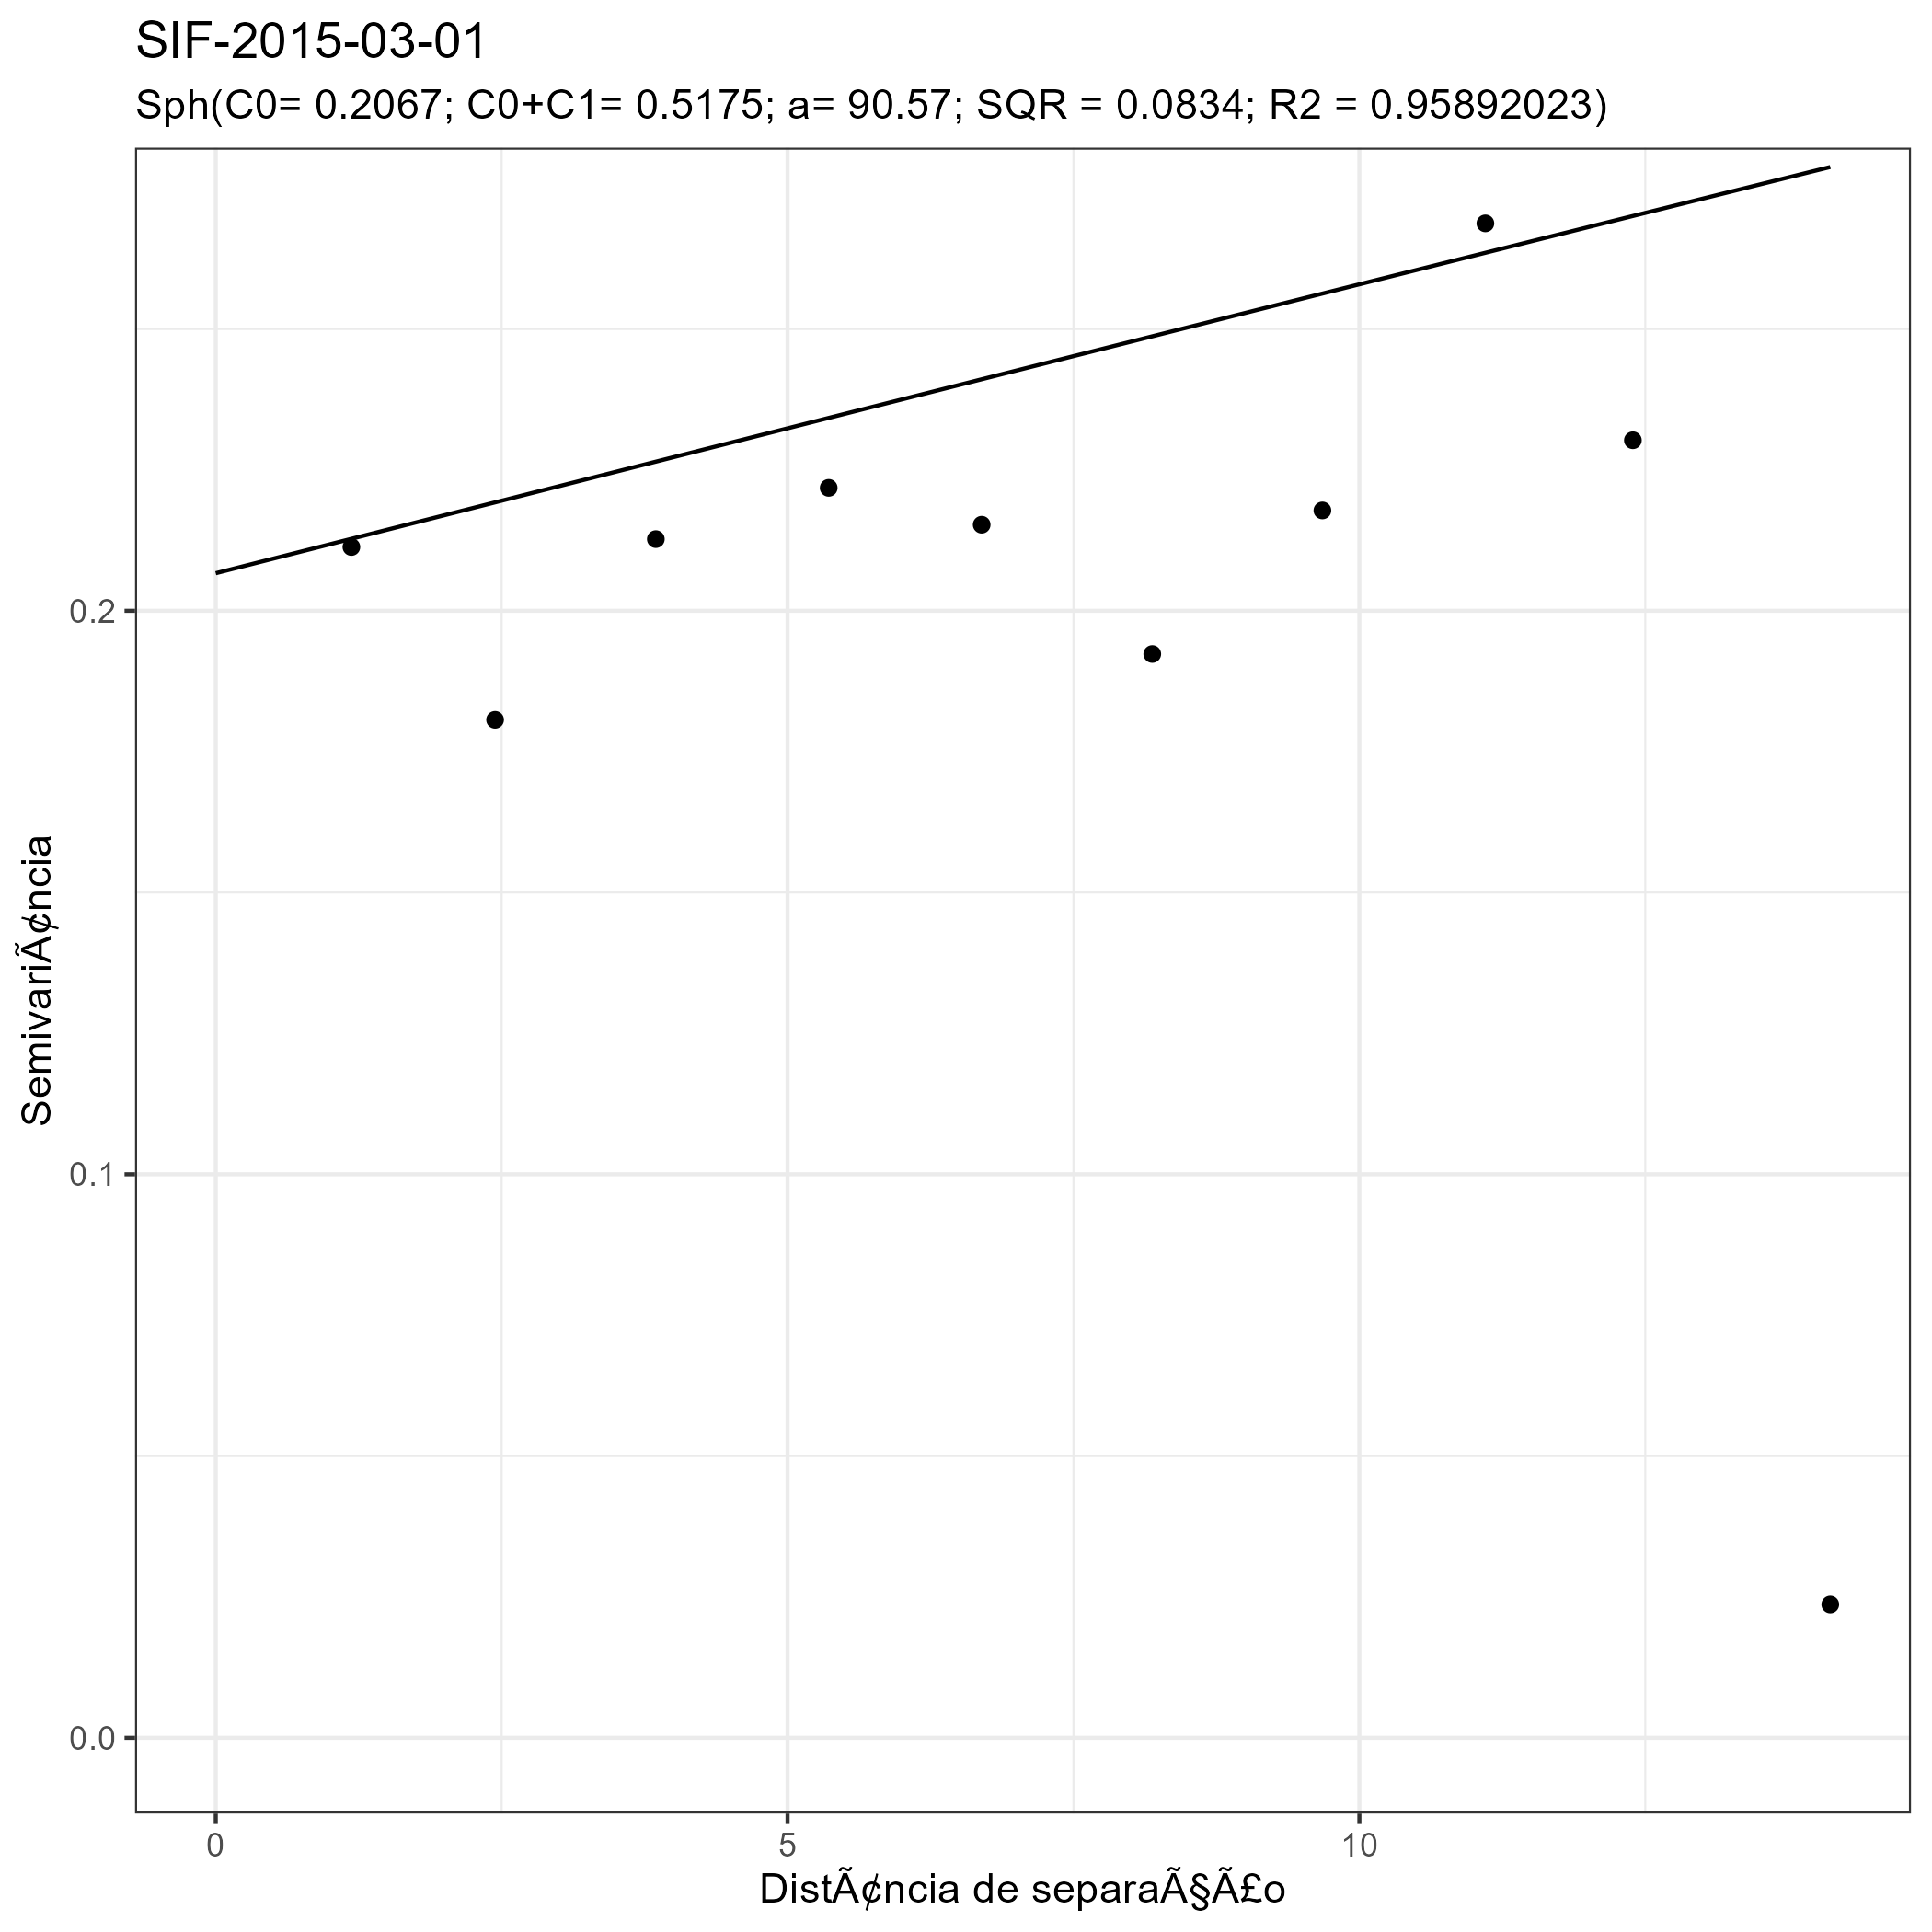 SIF-2015-03-01
Sph(C0= 0.2067; C0+C1= 0.5175; a= 90.57; SQR = 0.0834; R2 = 0.95892023)
SemivariÃ¢ncia
0.2
0.1
0.0
0
5
10
DistÃ¢ncia de separaÃ§Ã£o